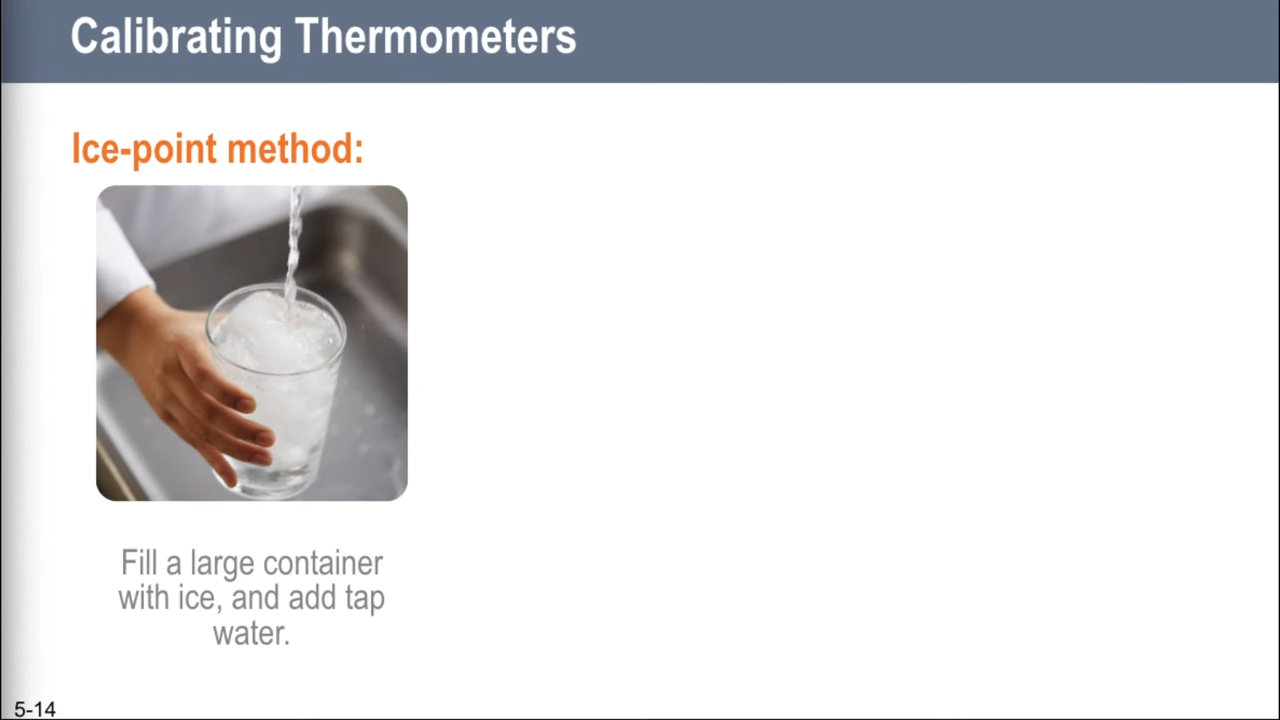 Calibrating Thermometers
Ice-point method:
Fill a large container
with ice, and add tap
water.
5-14